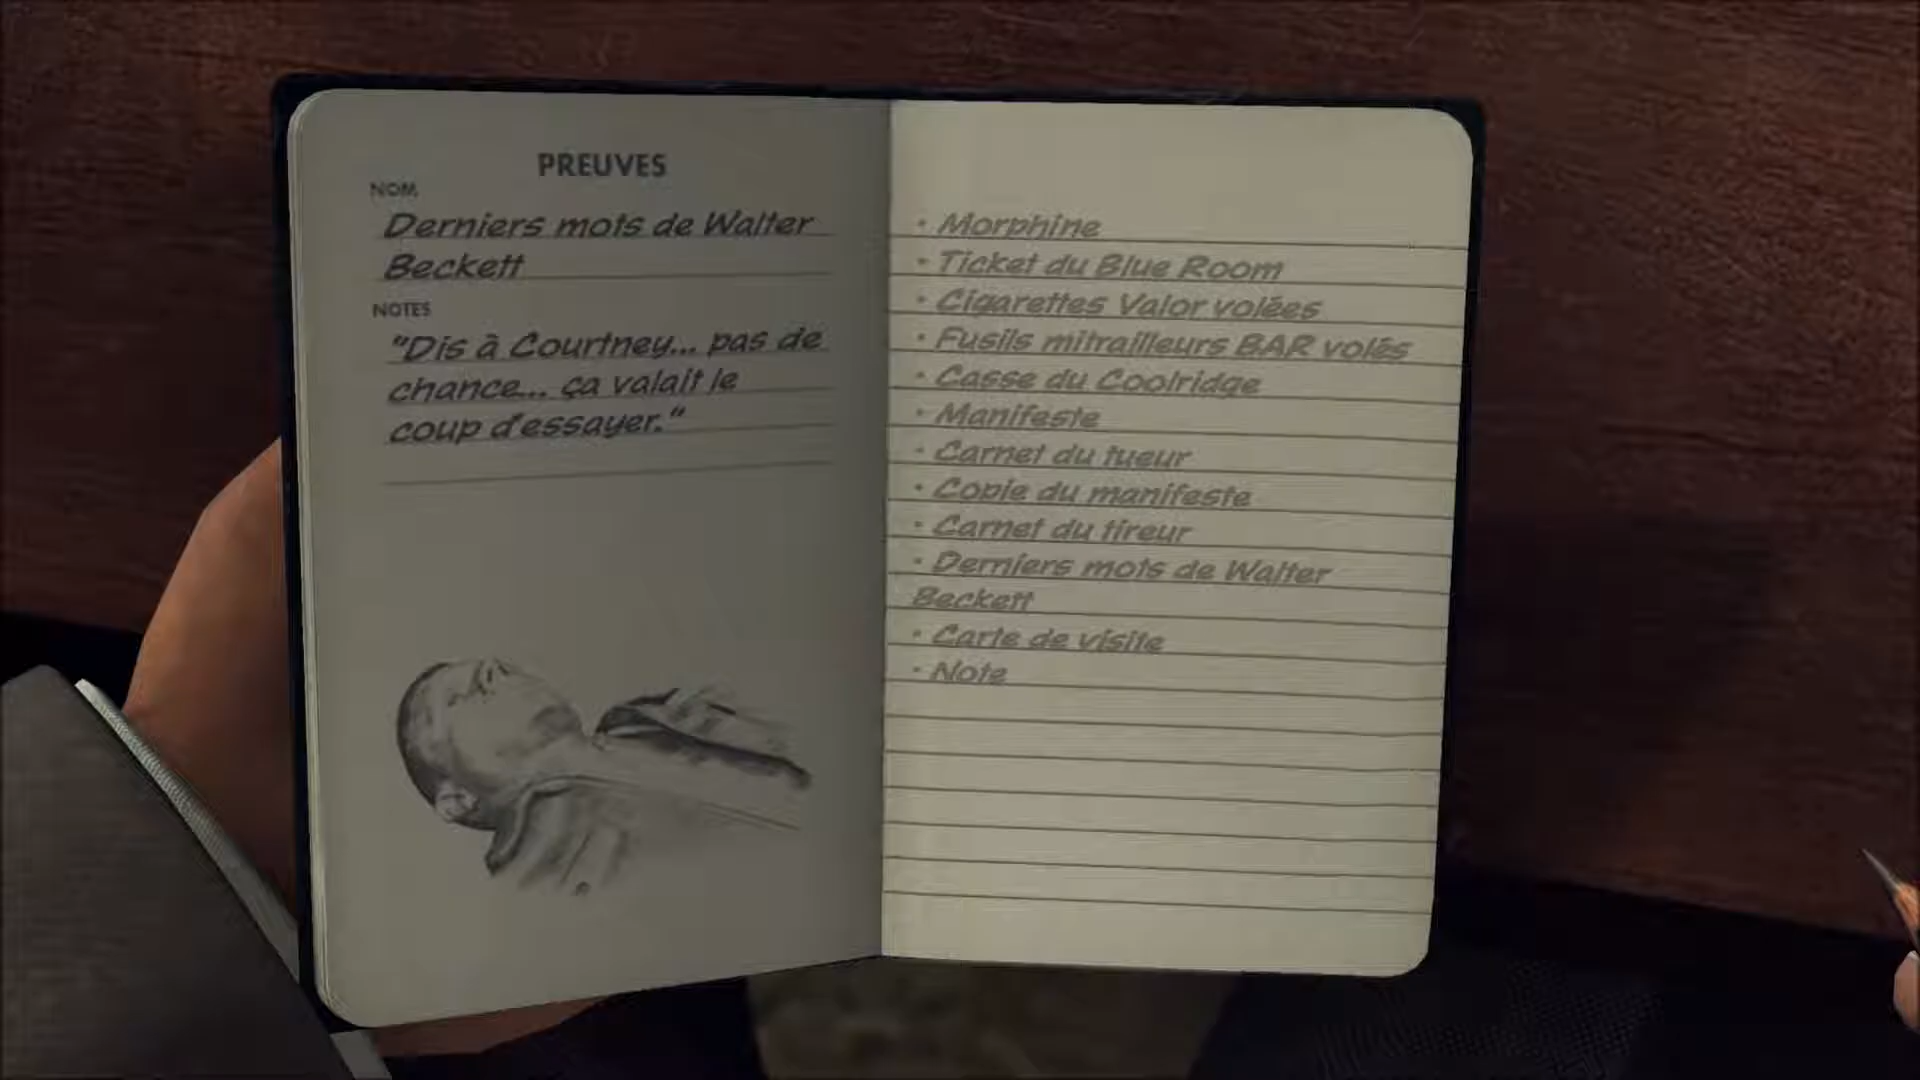 PREUVES
NOM
Derniers mots de Walter
Beckett
NOTES
"Dis à Courtney... pas de
chance... ça valait le
coup d'essayer."
• Morphine
• Ticket du Blue Room
• Cigarettes Valor volées
• Fusils mitrailleurs BAR volés
• Casse du Coolridge
• Manifeste
• Carnet du tueur
• Copie du manifeste
• Carnet du tireur
• Derniers mots de Walter
Beckett
• Carte de visite
• Note